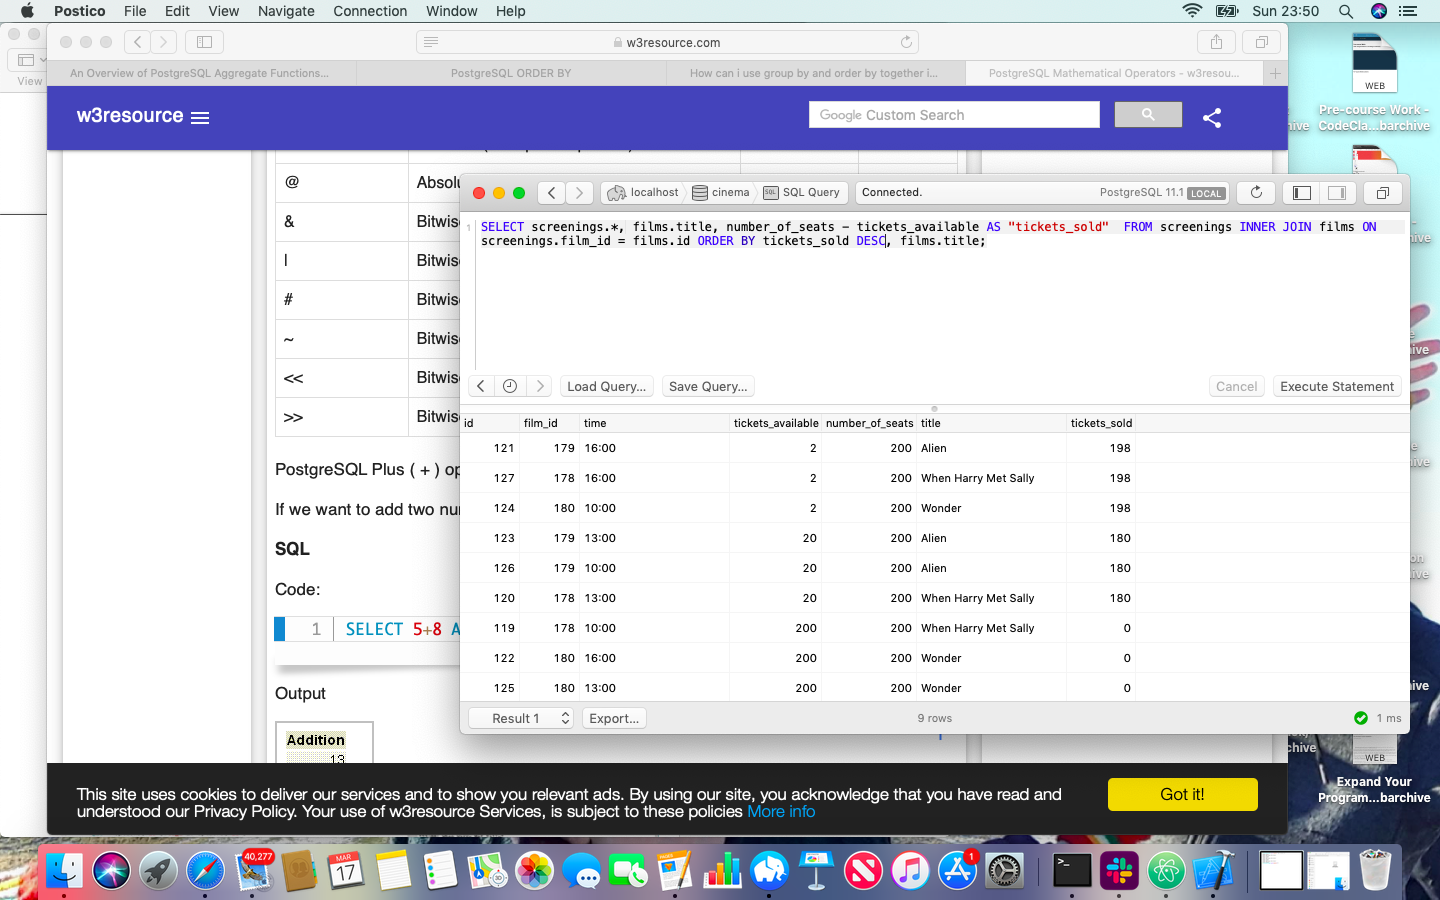 Postico File Edit View Navigate Connection Window Help Sun 23:50
w3resource.com
An Overview of PostgreSQL Aggregate Functions... PostgreSQL ORDER BY How can i use group by and order by together i... PostgreSQL Mathematical Operators - w3resou...
View
w3resource Google Custom Search
WEB
Pre-course Work -
CodeCla...barchive
@ Absolu
& Bitwis
| Bitwis
# Bitwis
~ Bitwis
<< Bitwis
>> Bitwis
PostgreSQL Plus ( + ) op
If we want to add two nu
SQL
Code:
1 SELECT 5+8 A
Output
Addition
13
localhost cinema SQL Query Connected. PostgreSQL 11.1 LOCAL
1 SELECT screenings.*, films.title, number_of_seats - tickets_available AS "tickets_sold" FROM screenings INNER JOIN films ON
screenings.film_id = films.id ORDER BY tickets_sold DESC, films.title;
Load Query... Save Query... Cancel Execute Statement
id film_id time tickets_available number_of_seats title tickets_sold
121 179 16:00 2 200 Alien 198
127 178 16:00 2 200 When Harry Met Sally 198
124 180 10:00 2 200 Wonder 198
123 179 13:00 20 200 Alien 180
126 179 10:00 20 200 Alien 180
120 178 13:00 20 200 When Harry Met Sally 180
119 178 10:00 200 200 When Harry Met Sally 0
122 180 16:00 200 200 Wonder 0
125 180 13:00 200 200 Wonder 0
Result 1 Export... 9 rows 1 ms
chive
WEB
Expand Your
Program...barchive
This site uses cookies to deliver our services and to show you relevant ads. By using our site, you acknowledge that you have read and
understood our Privacy Policy. Your use of w3resource Services, is subject to these policies More info
Got it!
40,277
MAR
17
1